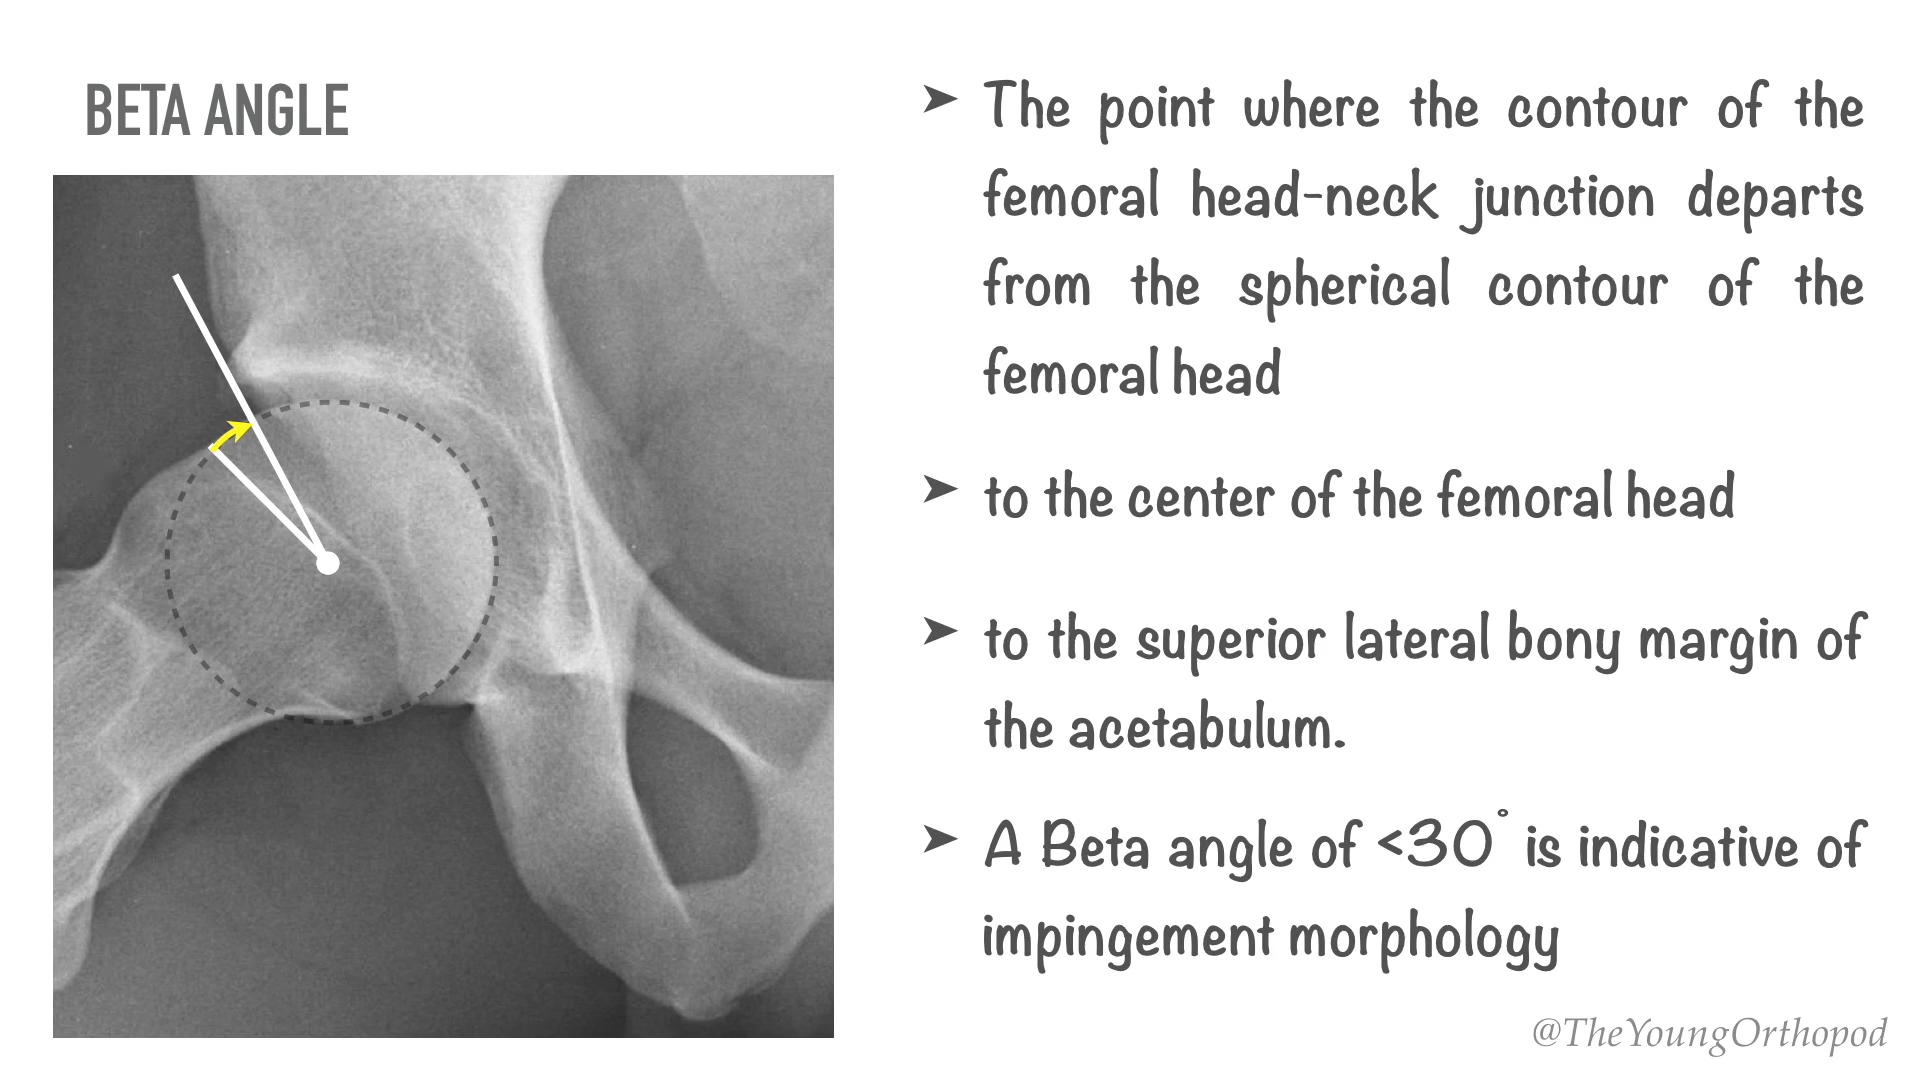 BETA ANGLE
➤ The point where the contour of the
femoral head-neck junction departs
from the spherical contour of the
femoral head
➤ to the center of the femoral head
➤ to the superior lateral bony margin of
the acetabulum.
➤ A Beta angle of <30° is indicative of
impingement morphology
@TheYoungOrthopod